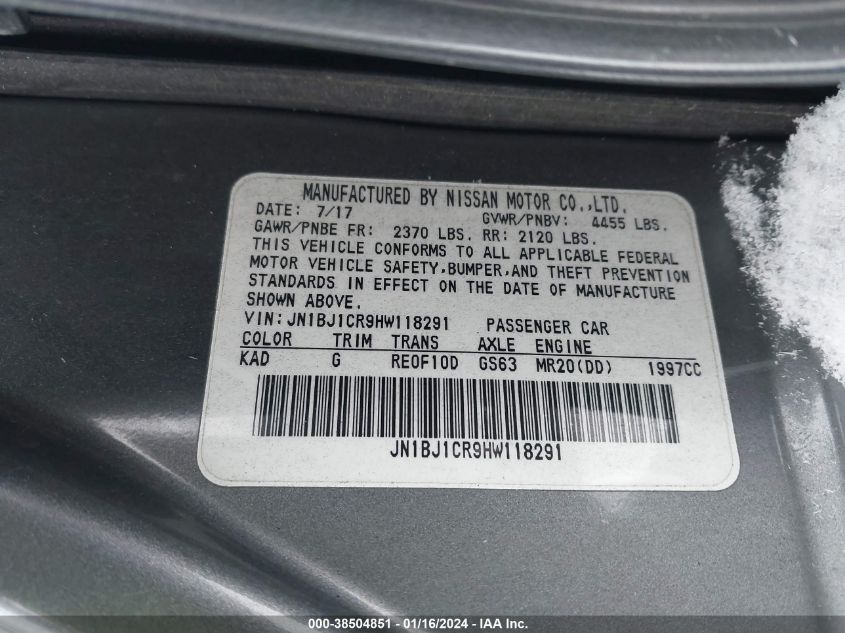 MANUFACTURED BY NISSAN MOTOR CO.,LTD.
DATE: 7/17 GVWR/PNBV: 4455 LBS.
GAWR/PNBE FR: 2370 LBS. RR: 2120 LBS.
THIS VEHICLE CONFORMS TO ALL APPLICABLE FEDERAL
MOTOR VEHICLE SAFETY,BUMPER,AND THEFT PREVENTION
STANDARDS IN EFFECT ON THE DATE OF MANUFACTURE
SHOWN ABOVE.
VIN:JN1BJ1CR9HW118291 PASSENGER CAR
COLOR TRIM TRANS AXLE ENGINE
KAD G RE0F10D GS63 MR20(DD) 1997CC
JN1BJ1CR9HW118291
000-38504851 - 01/16/2024 - IAA Inc.